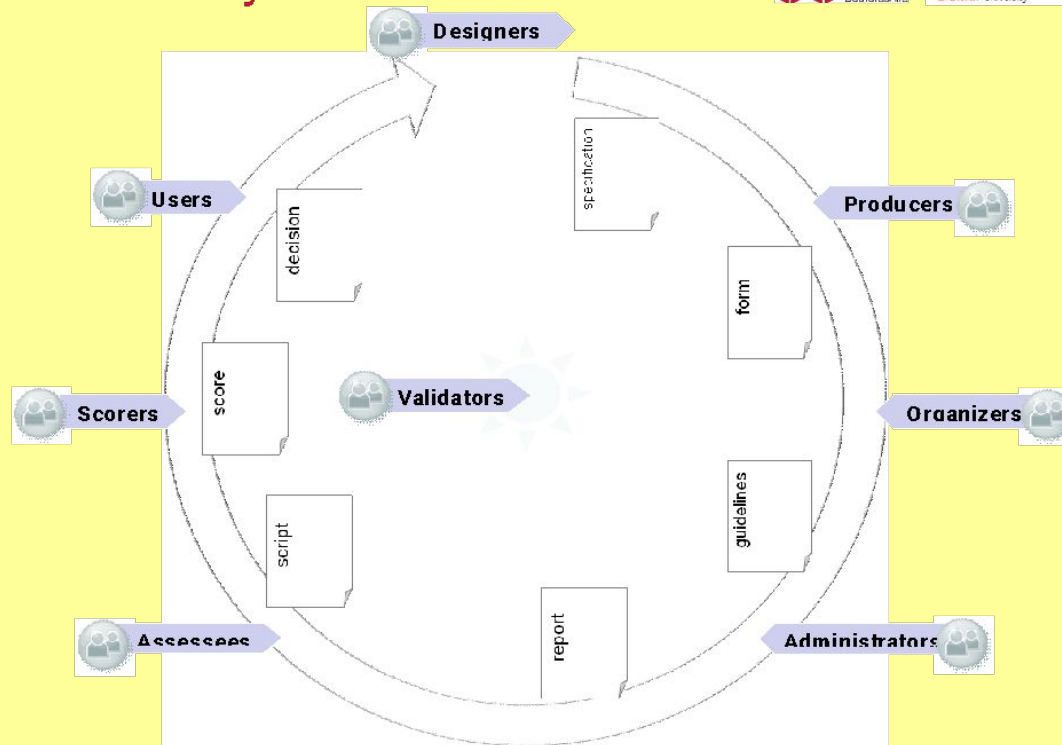 Designers
specification
Users
Producers
decision
form
score
Validators
Scorers
Organizers
guidelines
script
report
Assessees
Administrators